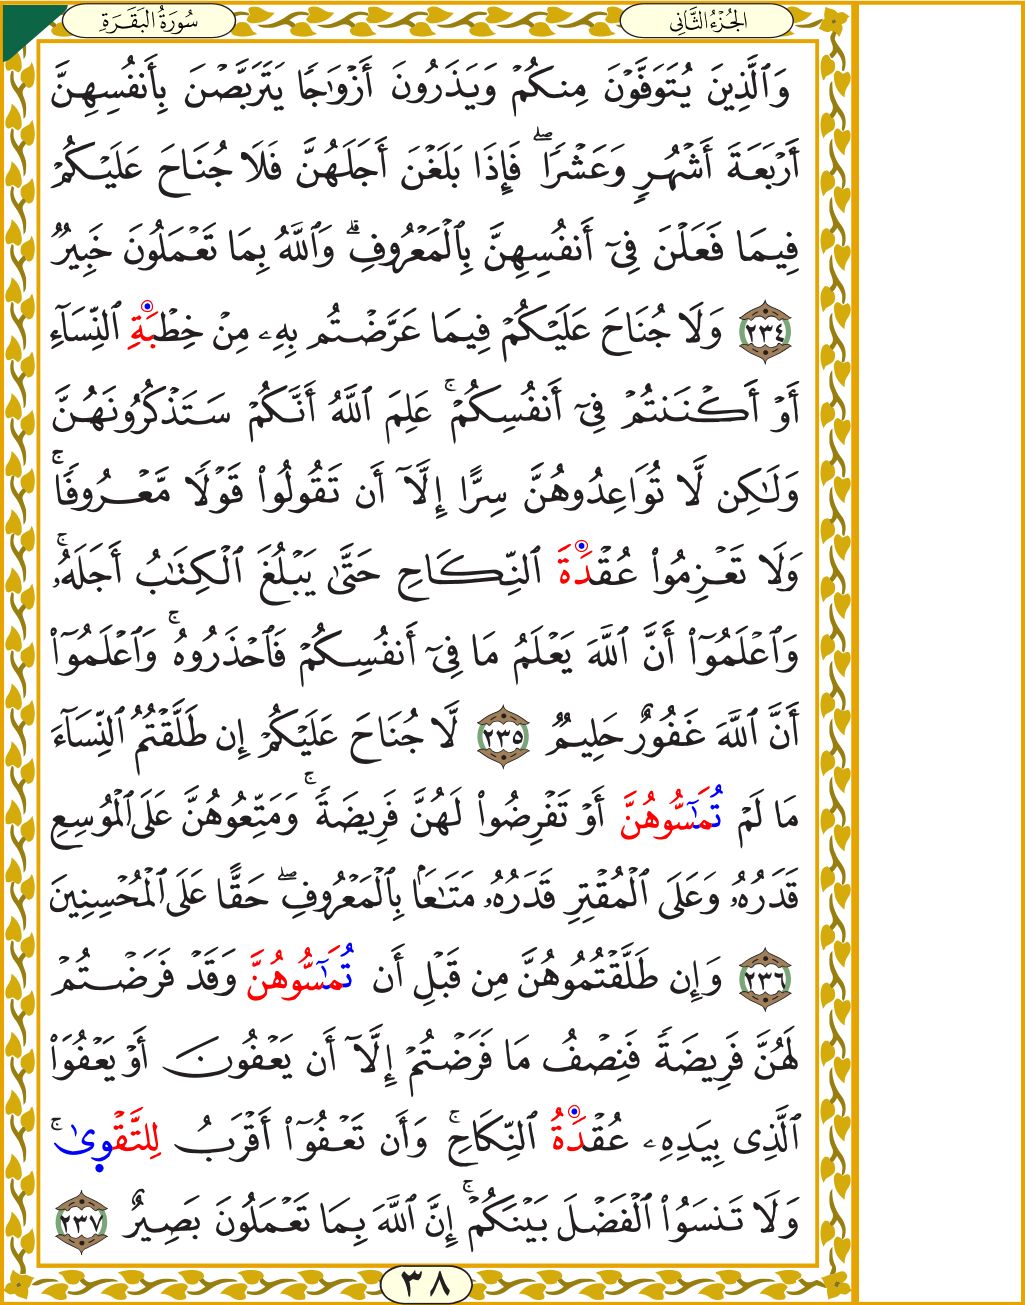 الجُزْءُ الثَّانِى
سُورَةُ البَقَرَةِ
وَٱلَّذِينَ يُتَوَفَّوْنَ مِنكُمْ وَيَذَرُونَ أَزْوَٰجًا يَتَرَبَّصْنَ بِأَنفُسِهِنَّ
أَرْبَعَةَ أَشْهُرٍ وَعَشْرًا ۖ فَإِذَا بَلَغْنَ أَجَلَهُنَّ فَلَا جُنَاحَ عَلَيْكُمْ
فِيمَا فَعَلْنَ فِىٓ أَنفُسِهِنَّ بِٱلْمَعْرُوفِ ۗ وَٱللَّهُ بِمَا تَعْمَلُونَ خَبِيرٌ
٢٣٤ وَلَا جُنَاحَ عَلَيْكُمْ فِيمَا عَرَّضْتُم بِهِۦ مِنْ خِطْبَةِ ٱلنِّسَآءِ
أَوْ أَكْنَنتُمْ فِىٓ أَنفُسِكُمْ ۚ عَلِمَ ٱللَّهُ أَنَّكُمْ سَتَذْكُرُونَهُنَّ
وَلَٰكِن لَّا تُوَاعِدُوهُنَّ سِرًّا إِلَّآ أَن تَقُولُوا۟ قَوْلًا مَّعْرُوفًا ۚ
وَلَا تَعْزِمُوا۟ عُقْدَةَ ٱلنِّكَاحِ حَتَّىٰ يَبْلُغَ ٱلْكِتَٰبُ أَجَلَهُۥ ۚ
وَٱعْلَمُوٓا۟ أَنَّ ٱللَّهَ يَعْلَمُ مَا فِىٓ أَنفُسِكُمْ فَٱحْذَرُوهُ ۚ وَٱعْلَمُوٓا۟
أَنَّ ٱللَّهَ غَفُورٌ حَلِيمٌ ٢٣٥ لَّا جُنَاحَ عَلَيْكُمْ إِن طَلَّقْتُمُ ٱلنِّسَآءَ
مَا لَمْ تُمَٰٓسُّوهُنَّ أَوْ تَفْرِضُوا۟ لَهُنَّ فَرِيضَةً ۚ وَمَتِّعُوهُنَّ عَلَى ٱلْمُوسِعِ
قَدَرُهُۥ وَعَلَى ٱلْمُقْتِرِ قَدَرُهُۥ مَتَٰعًۢا بِٱلْمَعْرُوفِ ۖ حَقًّا عَلَى ٱلْمُحْسِنِينَ
٢٣٦ وَإِن طَلَّقْتُمُوهُنَّ مِن قَبْلِ أَن تُمَٰٓسُّوهُنَّ وَقَدْ فَرَضْتُمْ
لَهُنَّ فَرِيضَةً فَنِصْفُ مَا فَرَضْتُمْ إِلَّآ أَن يَعْفُونَ أَوْ يَعْفُوَا۟
ٱلَّذِى بِيَدِهِۦ عُقْدَةُ ٱلنِّكَاحِ ۚ وَأَن تَعْفُوٓا۟ أَقْرَبُ لِلتَّقْوِىٰ ۚ
وَلَا تَنسَوُا۟ ٱلْفَضْلَ بَيْنَكُمْ ۚ إِنَّ ٱللَّهَ بِمَا تَعْمَلُونَ بَصِيرٌ ٢٣٧
٣٨